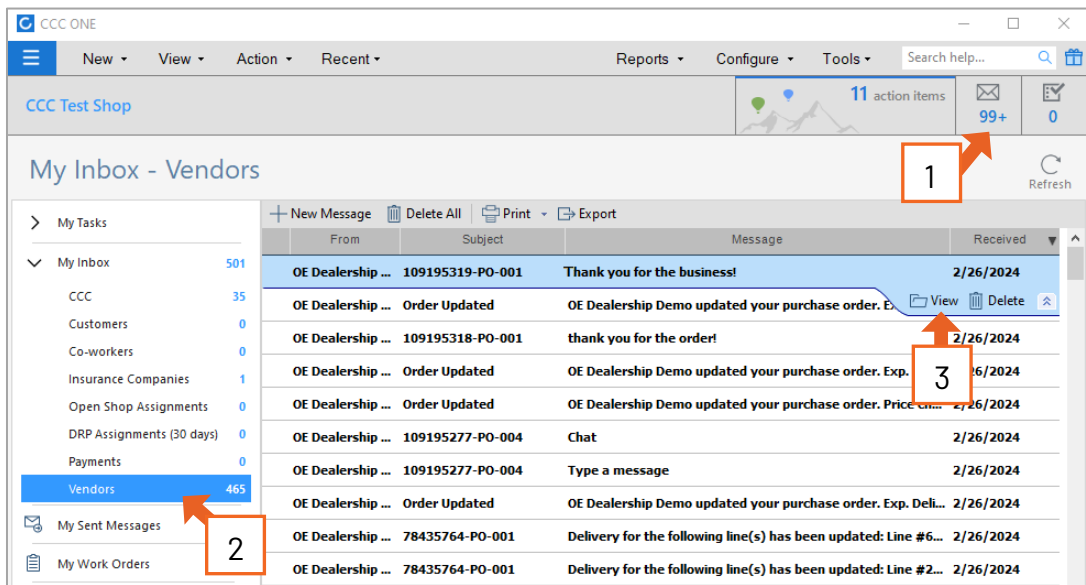 CCC ONE
New View Action Recent Reports Configure Tools Search help...
CCC Test Shop
11 action items
99+
0
1
My Inbox - Vendors
Refresh
My Tasks
My Inbox 501
CCC 35
Customers 0
Co-workers 0
Insurance Companies 1
Open Shop Assignments 0
DRP Assignments (30 days) 0
Payments 0
Vendors 465
My Sent Messages
My Work Orders
2
New Message Delete All Print Export
From Subject Message Received
OE Dealership ... 109195319-PO-001 Thank you for the business! 2/26/2024
View Delete
OE Dealership ... Order Updated OE Dealership Demo updated your purchase order.
OE Dealership ... 109195318-PO-001 thank you for the order! 2/26/2024
3
OE Dealership ... Order Updated OE Dealership Demo updated your purchase order. Exp. 26/2024
OE Dealership ... Order Updated OE Dealership Demo updated your purchase order. Price 2/26/2024
OE Dealership ... 109195277-PO-004 Chat 2/26/2024
OE Dealership ... 109195277-PO-004 Type a message 2/26/2024
OE Dealership ... Order Updated OE Dealership Demo updated your purchase order. Exp. Deli... 2/26/2024
OE Dealership ... 78435764-PO-001 Delivery for the following line(s) has been updated: Line #6... 2/26/2024
OE Dealership ... 78435764-PO-001 Delivery for the following line(s) has been updated: Line #2... 2/26/2024